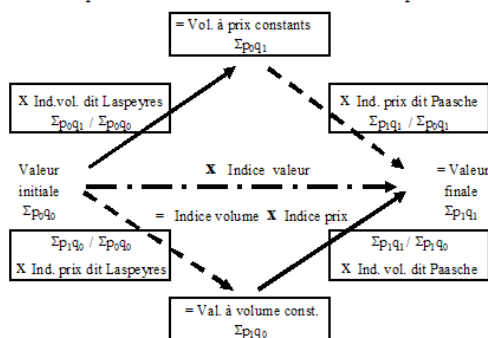 = Vol. à prix constants
Σp₀q₁
X Ind.vol. dit Laspeyres
Σp₀q₁ / Σp₀q₀
X Ind. prix dit Paasche
Σp₁q₁ / Σp₀q₁
Valeur
initiale
Σp₀q₀
X Indice valeur
= Indice volume X Indice prix
= Valeur
finale
Σp₁q₁
Σp₁q₀ / Σp₀q₀
X Ind. prix dit Laspeyres
Σp₁q₁/ Σp₁q₀
X Ind. vol. dit Paasche
= Val. à volume const.
Σp₁q₀